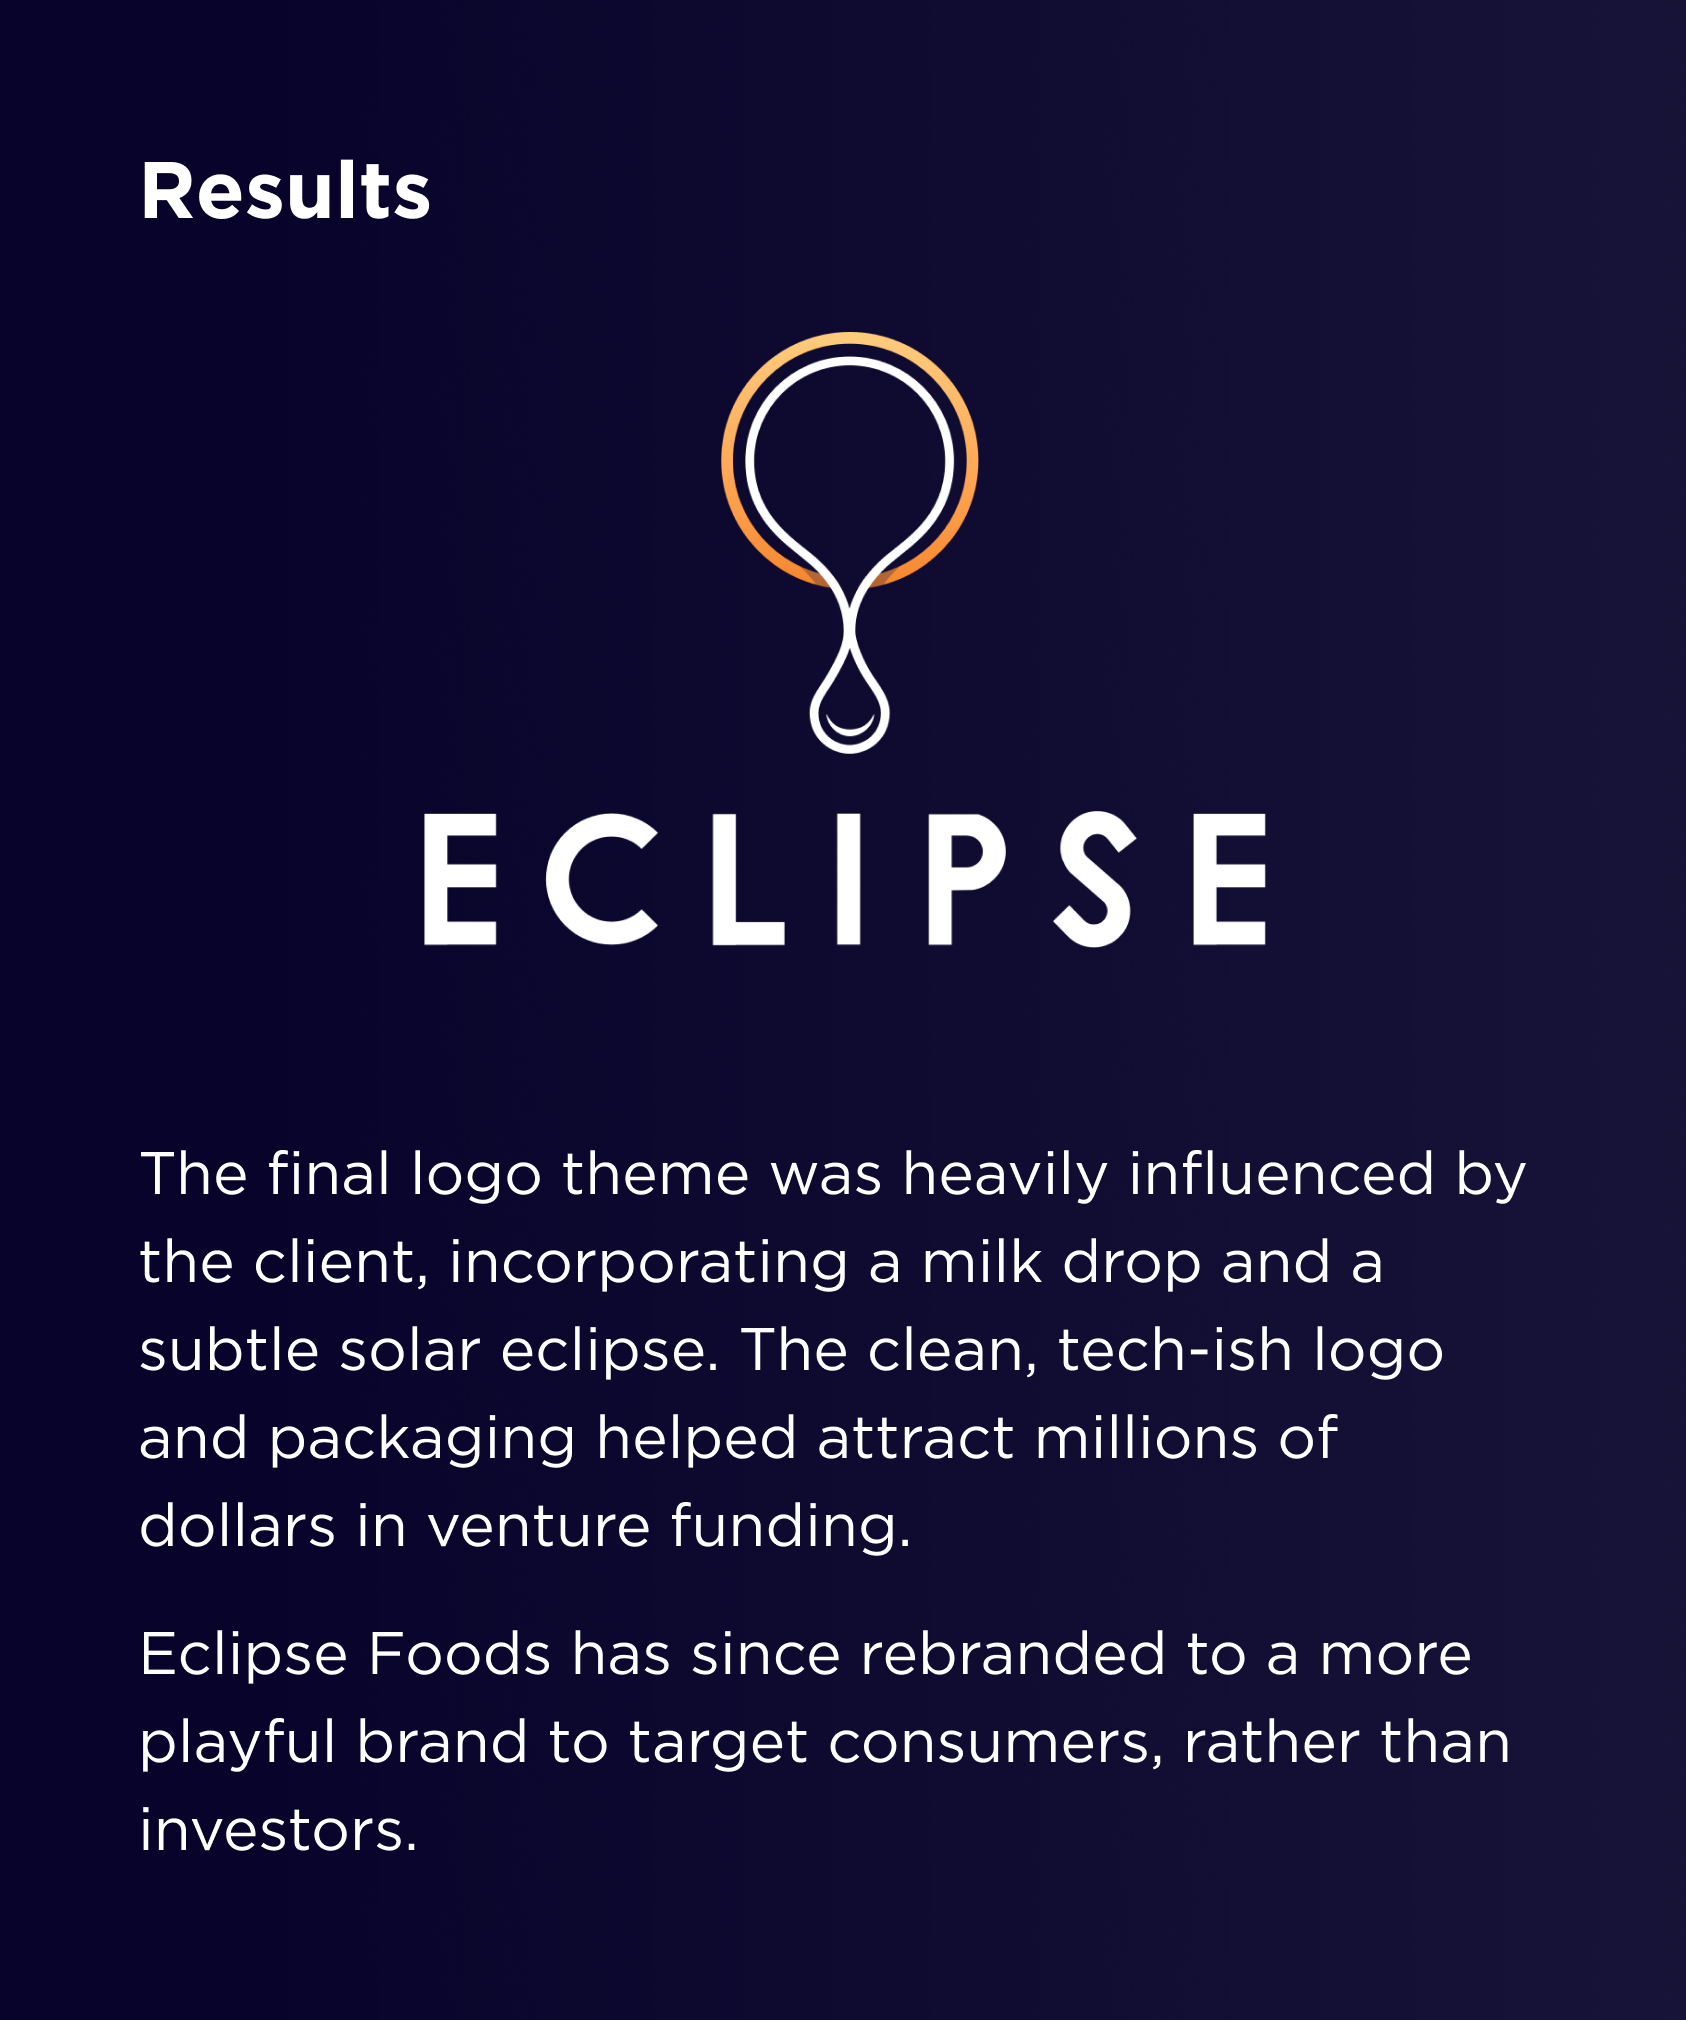 Results
ECLIPSE
The final logo theme was heavily influenced by
the client, incorporating a milk drop and a
subtle solar eclipse. The clean, tech-ish logo
and packaging helped attract millions of
dollars in venture funding.
Eclipse Foods has since rebranded to a more
playful brand to target consumers, rather than
investors.